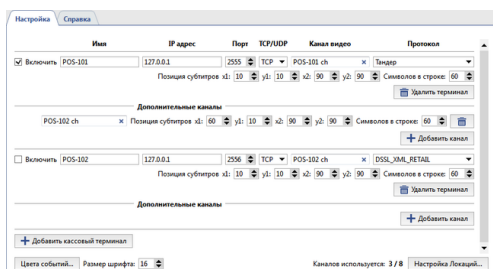 Настройка Справка
Имя IP адрес Порт TCP/UDP Канал видео Протокол
Включить POS-101 127.0.0.1 2555 TCP POS-101 ch Тандер
Позиция субтитров x1: 10 y1: 10 x2: 90 y2: 90 Символов в строке: 60
Удалить терминал
Дополнительные каналы
POS-102 ch Позиция субтитров x1: 60 y1: 10 x2: 90 y2: 90 Символов в строке: 60
Добавить канал
Включить POS-102 127.0.0.1 2556 TCP POS-102 ch DSSL_XML_RETAIL
Позиция субтитров x1: 10 y1: 10 x2: 90 y2: 90 Символов в строке: 60
Удалить терминал
Дополнительные каналы
Добавить канал
Добавить кассовый терминал
Цвета событий... Размер шрифта: 16 Каналов используется: 3 / 8 Настройка Локаций...